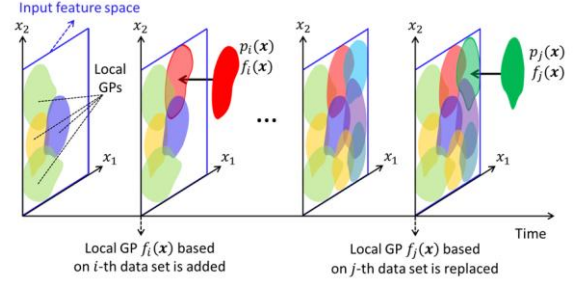 Input feature space
x₂
Local
GPs
x₁
x₂
pᵢ(x)
fᵢ(x)
x₁
...
x₂
x₁
x₂
pⱼ(x)
fⱼ(x)
x₁
Time
Local GP fᵢ(x) based
on i-th data set is added
Local GP fⱼ(x) based
on j-th data set is replaced